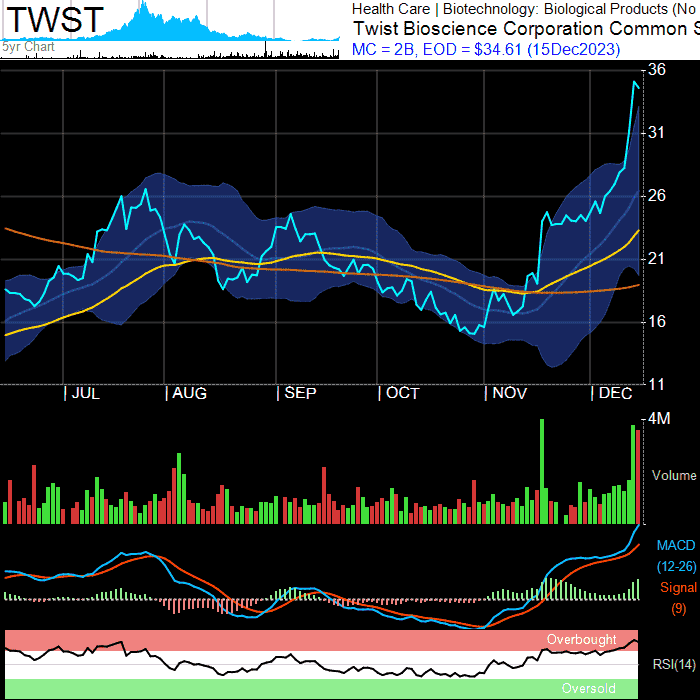 TWST
5yr Chart
Health Care | Biotechnology: Biological Products (No
Twist Bioscience Corporation Common S
MC = 2B, EOD = $34.61 (15Dec2023)
36
31
26
21
16
11
| JUL | AUG | SEP | OCT | NOV | DEC
4M
Volume
MACD
(12-26)
Signal
(9)
Overbought
RSI(14)
Oversold